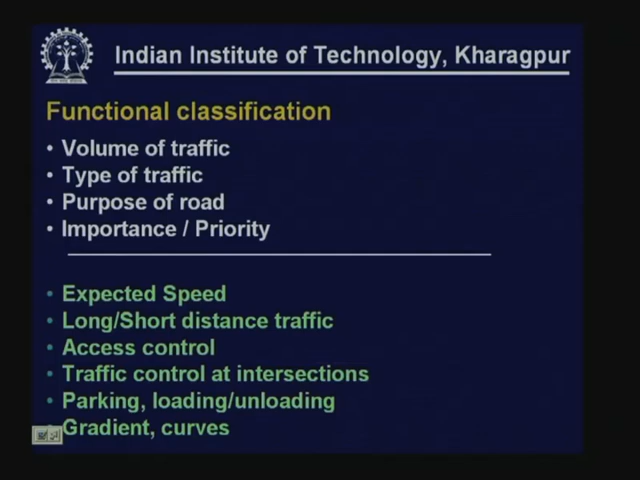 Indian Institute of Technology, Kharagpur
Functional classification
• Volume of traffic
• Type of traffic
• Purpose of road
• Importance / Priority
• Expected Speed
• Long/Short distance traffic
• Access control
• Traffic control at intersections
• Parking, loading/unloading
Gradient, curves